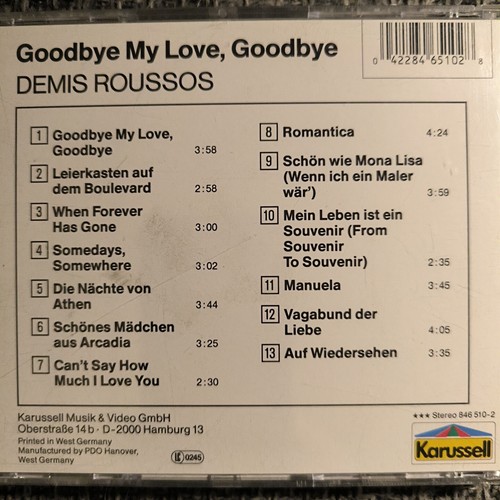 Goodbye My Love, Goodbye
DEMIS ROUSSOS
0 42284 65102 8
1 Goodbye My Love,
Goodbye 3:58
2 Leierkasten auf
dem Boulevard 2:58
3 When Forever
Has Gone 3:00
4 Somedays,
Somewhere 3:02
5 Die Nächte von
Athen 3:44
6 Schönes Mädchen
aus Arcadia 3:25
7 Can't Say How
Much I Love You 2:30
8 Romantica 4:24
9 Schön wie Mona Lisa
(Wenn ich ein Maler
wär') 3:59
10 Mein Leben ist ein
Souvenir (From
Souvenir
To Souvenir) 2:35
11 Manuela 3:45
12 Vagabund der
Liebe 4:05
13 Auf Wiedersehen 3:35
Karussell Musik & Video GmbH
Oberstraße 14 b · D-2000 Hamburg 13
Printed in West Germany
Manufactured by PDO Hanover,
West Germany
LC 0245
★★★ Stereo 846 510-2
Karussell